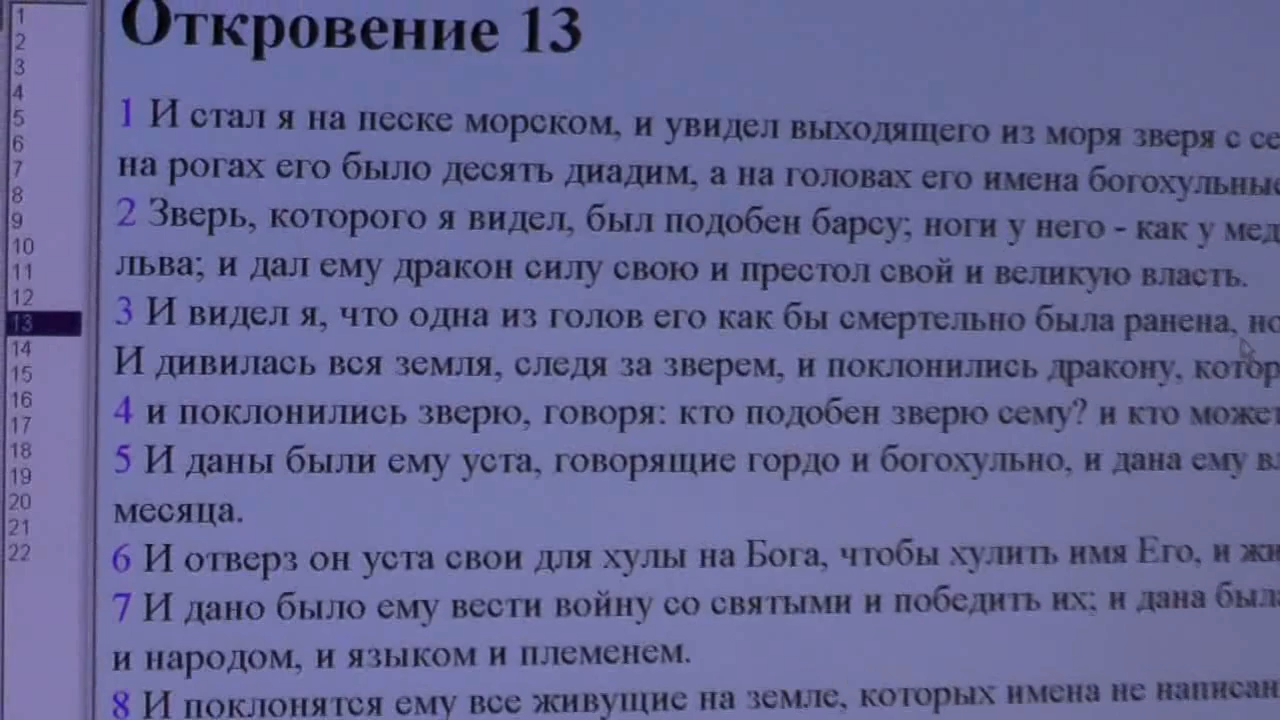 Откровение 13
1
2
3
4
5
6
7
8
9
10
11
12
13
14
15
16
17
18
19
20
21
22
1 И стал я на песке морском, и увидел выходящего из моря зверя с се
на рогах его было десять диадим, а на головах его имена богохульные
2 Зверь, которого я видел, был подобен барсу; ноги у него - как у мед
льва; и дал ему дракон силу свою и престол свой и великую власть.
3 И видел я, что одна из голов его как бы смертельно была ранена, но
И дивилась вся земля, следя за зверем, и поклонились дракону, котор
4 и поклонились зверю, говоря: кто подобен зверю сему? и кто может
5 И даны были ему уста, говорящие гордо и богохульно, и дана ему вл
месяца.
6 И отверз он уста свои для хулы на Бога, чтобы хулить имя Его, и жи
7 И дано было ему вести войну со святыми и победить их; и дана был
и народом, и языком и племенем.
8 И поклонятся ему все живущие на земле, которых имена не написан